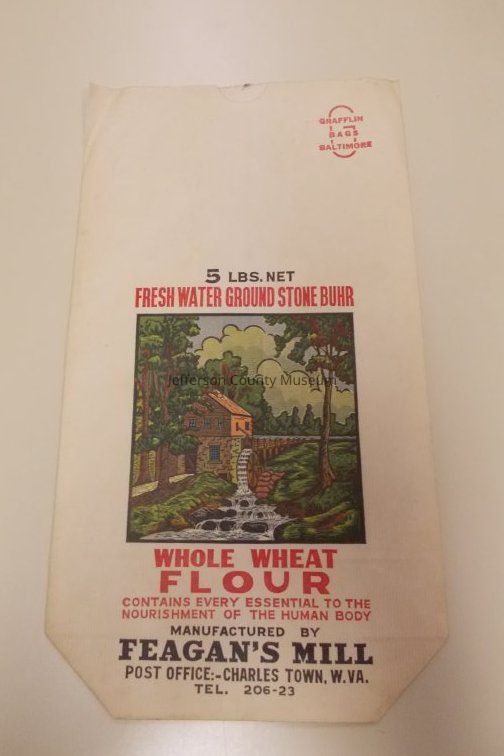 GRAFFLIN
BAGS
BALTIMORE
5 LBS. NET
FRESH WATER GROUND STONE BUHR
Jefferson County Museum
WHOLE WHEAT
FLOUR
CONTAINS EVERY ESSENTIAL TO THE
NOURISHMENT OF THE HUMAN BODY
MANUFACTURED BY
FEAGAN'S MILL
POST OFFICE:-CHARLES TOWN, W.VA.
TEL. 206-23